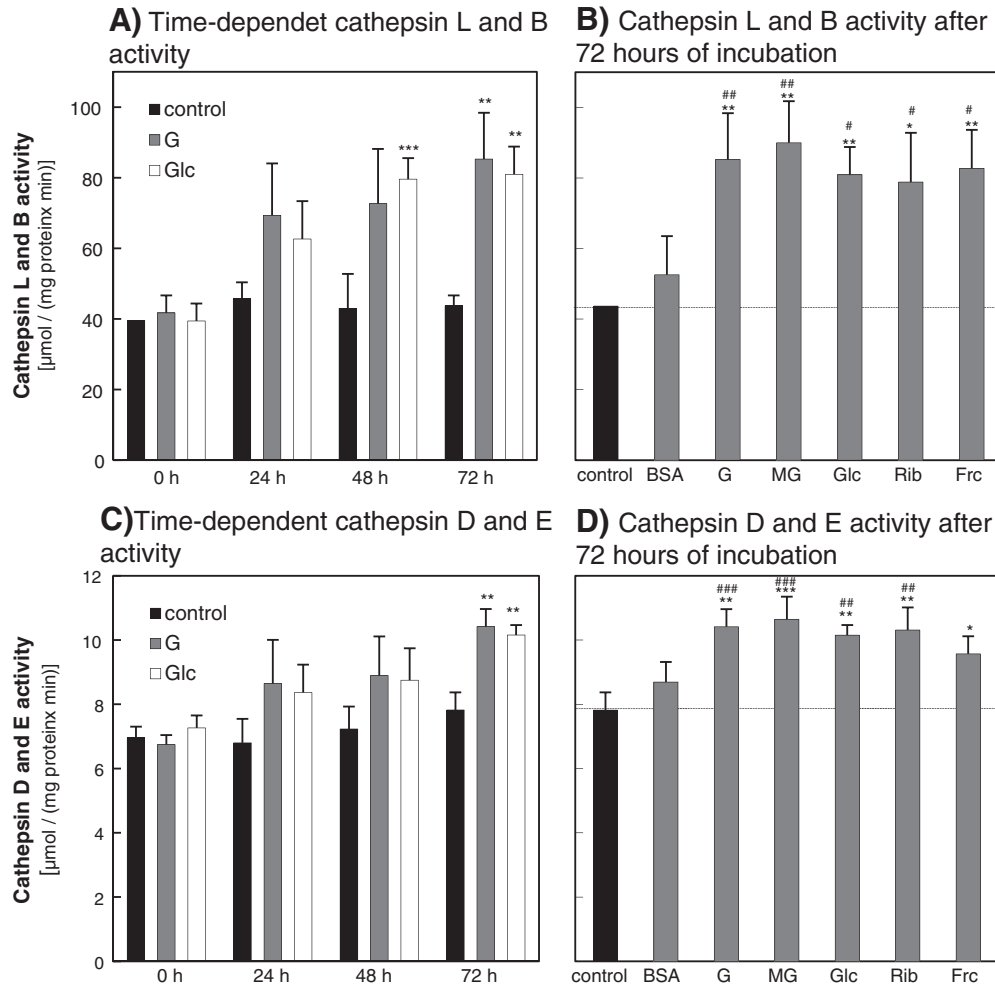 A) Time-dependet cathepsin L and B
activity
Cathepsin L and B activity
[µmol / (mg proteinx min)]
100
80
60
40
20
0
control
G
Glc
***
**
**
0 h 24 h 48 h 72 h
B) Cathepsin L and B activity after
72 hours of incubation
## ## # # #
** ** ** * **
control BSA G MG Glc Rib Frc
C)Time-dependent cathepsin D and E
activity
Cathepsin D and E activity
[µmol / (mg proteinx min)]
12
10
8
6
4
2
0
control
G
Glc
**
**
0 h 24 h 48 h 72 h
D) Cathepsin D and E activity after
72 hours of incubation
### ### ## ##
** *** ** ** *
control BSA G MG Glc Rib Frc